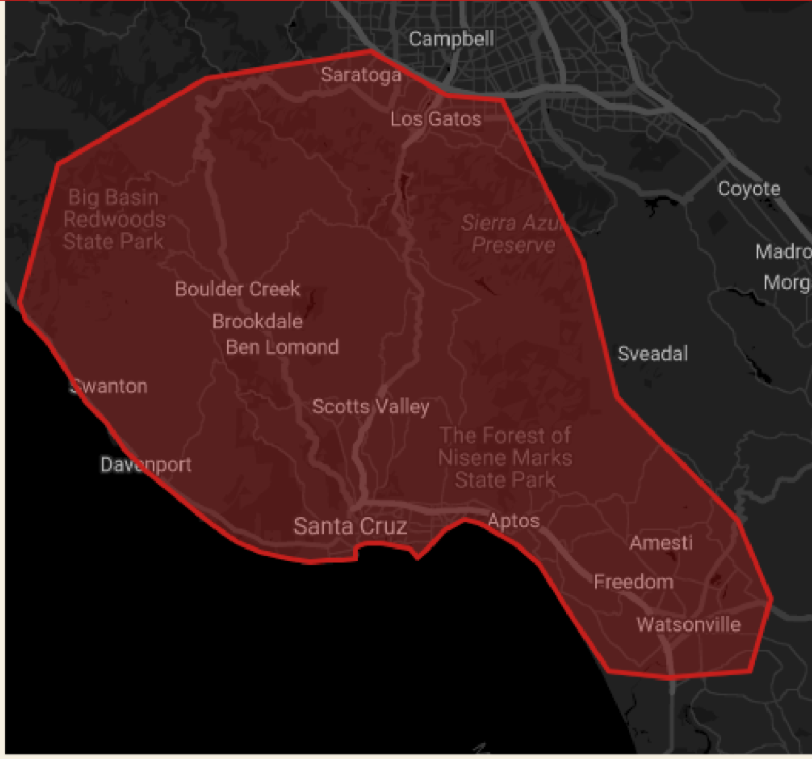 Campbell
Saratoga
Los Gatos
Coyote
Big Basin
Redwoods
State Park
Sierra Azul
Preserve
Madro
Morg
Boulder Creek
Brookdale
Ben Lomond
Sveadal
Swanton
Scotts Valley
The Forest of
Nisene Marks
State Park
Davenport
Santa Cruz
Aptos
Amesti
Freedom
Watsonville